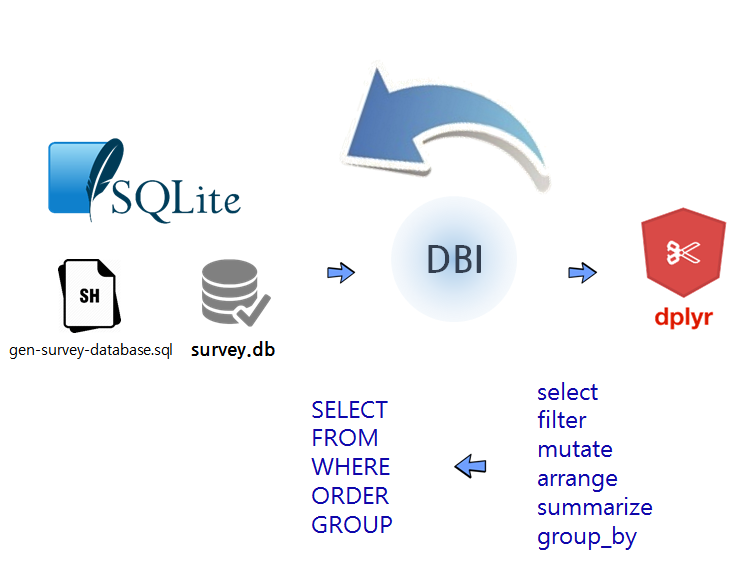 SQLite
SH
gen-survey-database.sql
survey.db
DBI
dplyr
SELECT
FROM
WHERE
ORDER
GROUP
select
filter
mutate
arrange
summarize
group_by